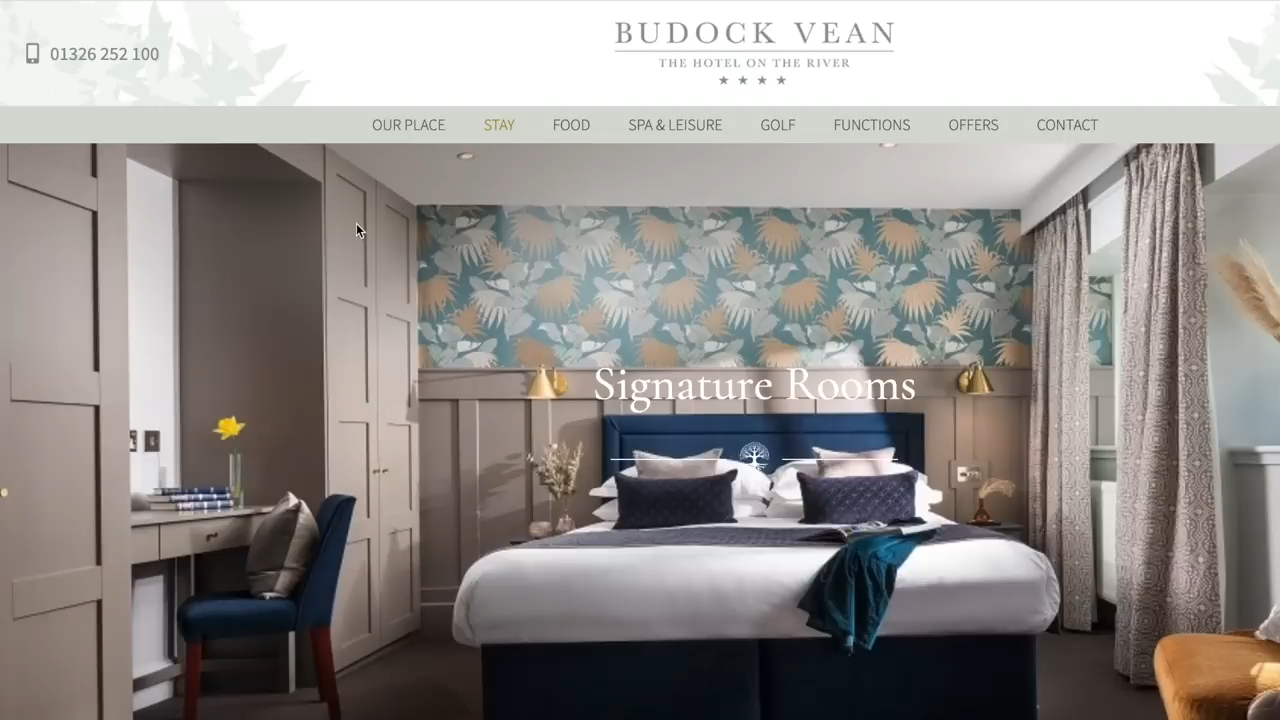 01326 252 100
BUDOCK VEAN
THE HOTEL ON THE RIVER
OUR PLACE STAY FOOD SPA & LEISURE GOLF FUNCTIONS OFFERS CONTACT
Signature Rooms